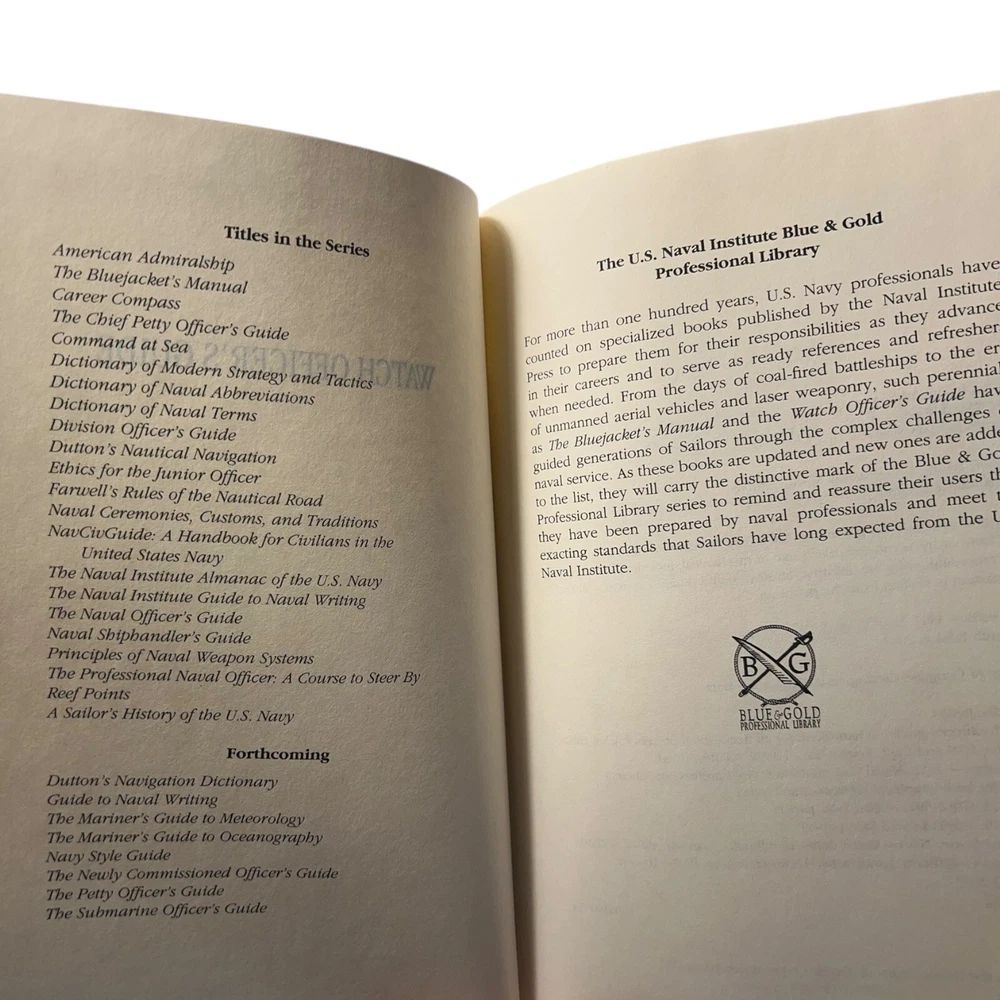 Titles in the Series
American Admiralship
The Bluejacket's Manual
Career Compass
The Chief Petty Officer's Guide
Command at Sea
Dictionary of Modern Strategy and Tactics
Dictionary of Naval Abbreviations
Dictionary of Naval Terms
Division Officer's Guide
Dutton's Nautical Navigation
Ethics for the Junior Officer
Farwell's Rules of the Nautical Road
Naval Ceremonies, Customs, and Traditions
NavCivGuide: A Handbook for Civilians in the
United States Navy
The Naval Institute Almanac of the U.S. Navy
The Naval Institute Guide to Naval Writing
The Naval Officer's Guide
Naval Shiphandler's Guide
Principles of Naval Weapon Systems
The Professional Naval Officer: A Course to Steer By
Reef Points
A Sailor's History of the U.S. Navy
Forthcoming
Dutton's Navigation Dictionary
Guide to Naval Writing
The Mariner's Guide to Meteorology
The Mariner's Guide to Oceanography
Navy Style Guide
The Newly Commissioned Officer's Guide
The Petty Officer's Guide
The Submarine Officer's Guide
The U.S. Naval Institute Blue & Gold
Professional Library
For more than one hundred years, U.S. Navy professionals have
counted on specialized books published by the Naval Institute
Press to prepare them for their responsibilities as they advance
in their careers and to serve as ready references and refreshers
when needed. From the days of coal-fired battleships to the
of unmanned aerial vehicles and laser weaponry, such
as The Bluejacket's Manual and the Watch Officer's Guide
guided generations of Sailors through the complex challenges
naval service. As these books are updated and new ones are
to the list, they will carry the distinctive mark of the Blue &
Professional Library series to remind and reassure their users
they have been prepared by naval professionals and meet
exacting standards that Sailors have long expected from the
Naval Institute.
B G
BLUE & GOLD
PROFESSIONAL LIBRARY